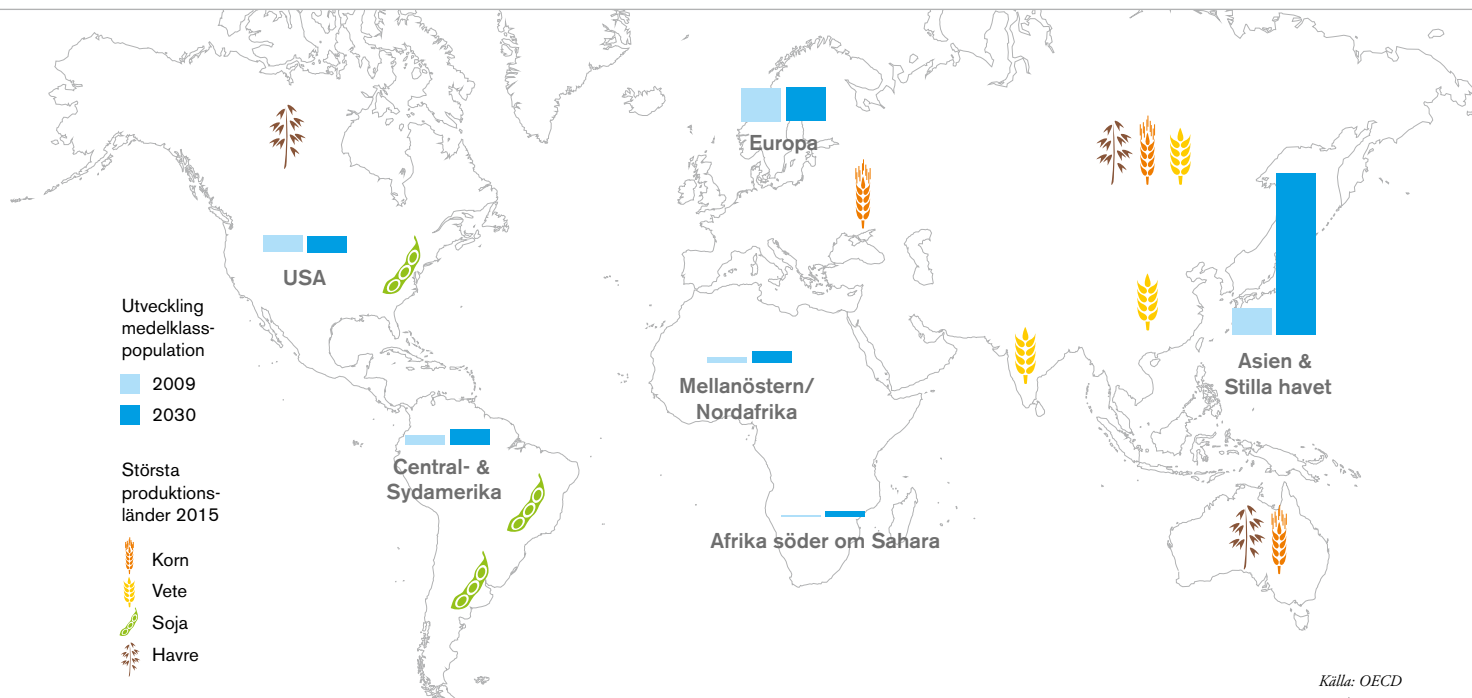 Europa
USA
Utveckling
medelklass-
population
2009
2030
Mellanöstern/
Nordafrika
Asien &
Stilla havet
Central- &
Sydamerika
Största
produktions-
länder 2015
Afrika söder om Sahara
Korn
Vete
Soja
Havre
Källa: OECD